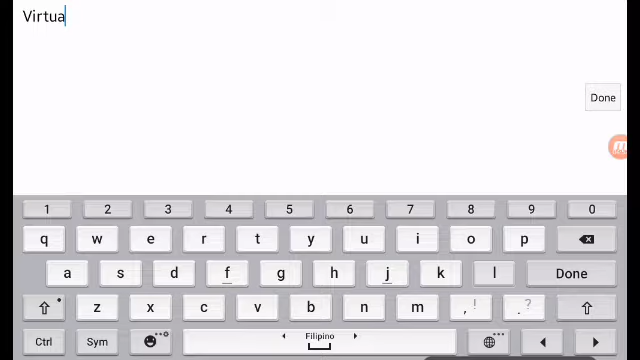 Virtua
Done
1 2 3 4 5 6 7 8 9 0
q w e r t y u i o p
a s d f g h j k l Done
z x c v b n m , ! . ?
Ctrl Sym Filipino